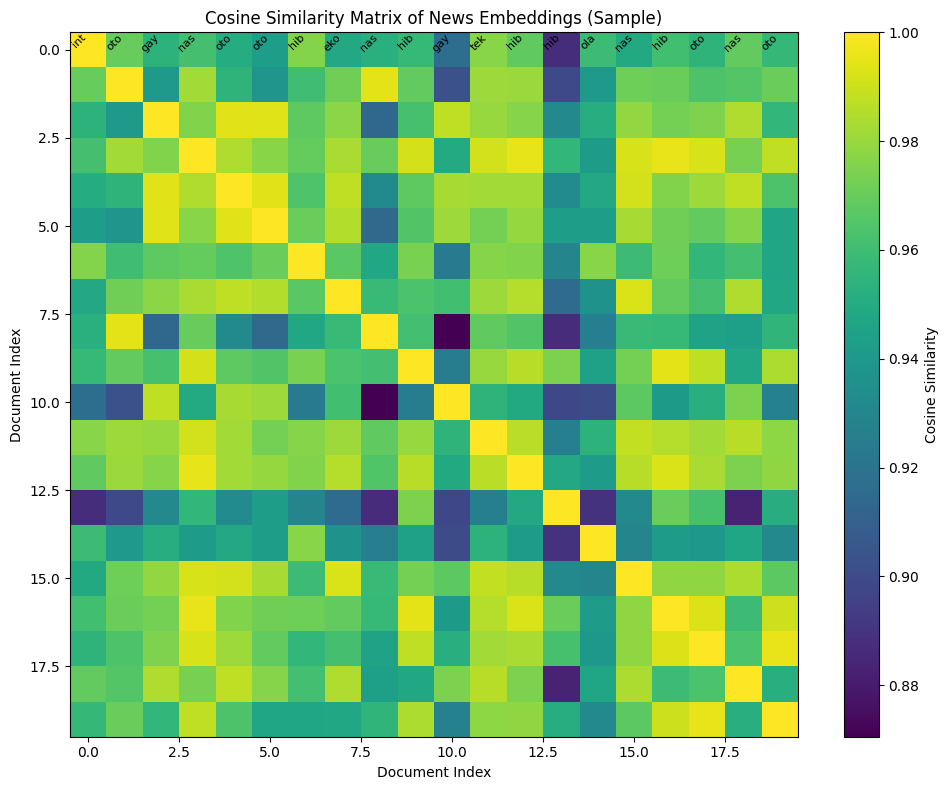 Cosine Similarity Matrix of News Embeddings (Sample)
int oto gay nas oto oto hib eko nas hib gay tek hib hib ola nas hib oto nas oto
0.0
2.5
5.0
7.5
10.0
12.5
15.0
17.5
Document Index
0.0 2.5 5.0 7.5 10.0 12.5 15.0 17.5
Document Index
1.00
0.98
0.96
0.94
0.92
0.90
0.88
Cosine Similarity